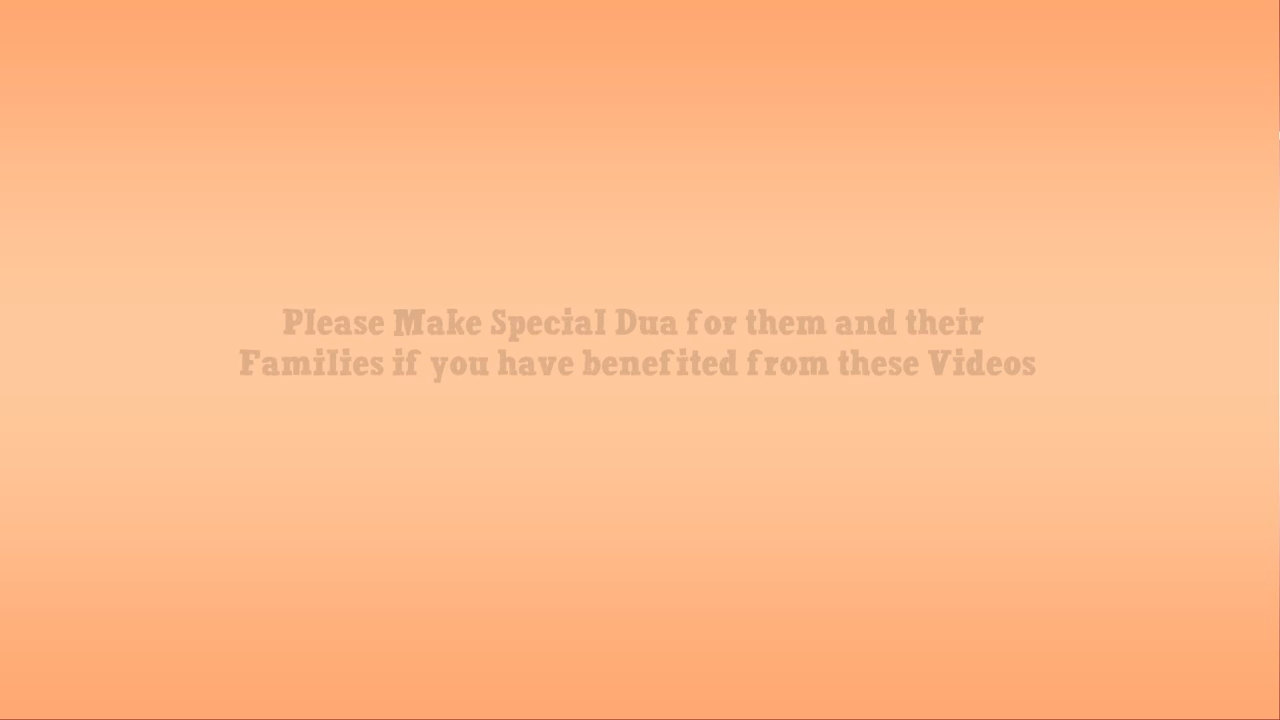 Please Make Special Dua for them and their
Families if you have benefited from these Videos